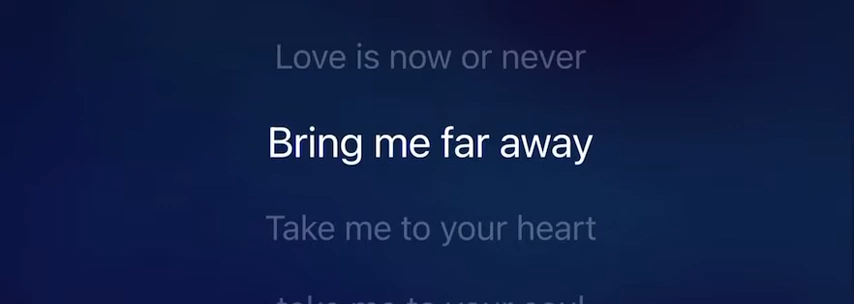 Love is now or never
Bring me far away
Take me to your heart
take me to your soul